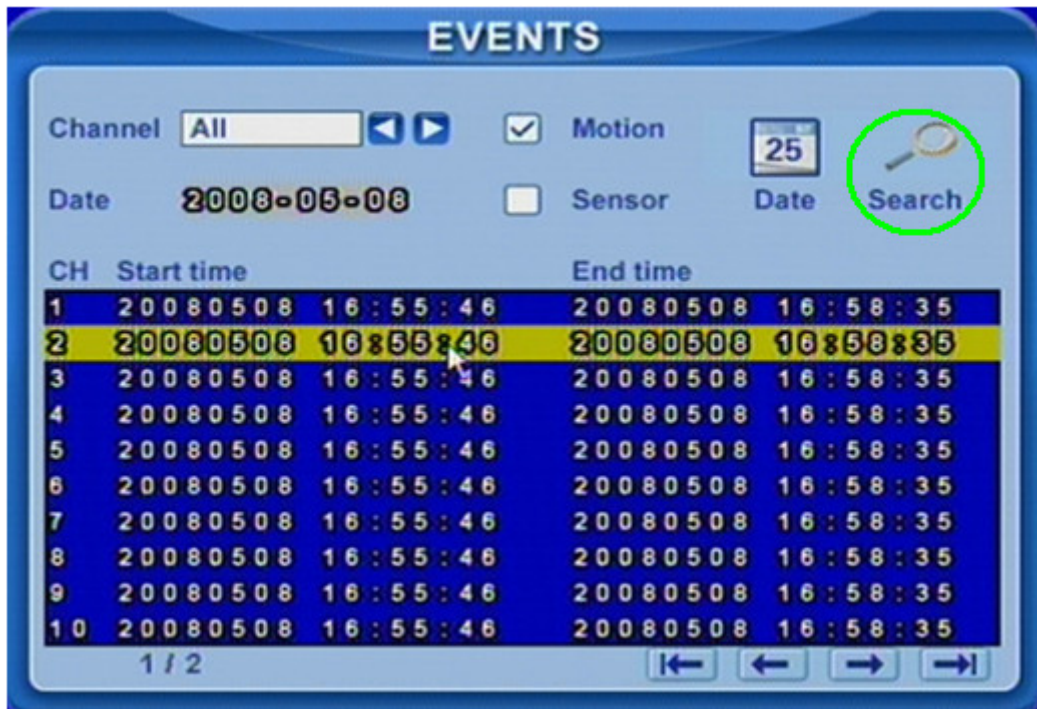 EVENTS
Channel All Motion 25
Date 2008-05-08 Sensor Date Search
CH Start time End time
1 20080508 16:55:46 20080508 16:58:35
2 20080508 16:55:46 20080508 16:58:35
3 20080508 16:55:46 20080508 16:58:35
4 20080508 16:55:46 20080508 16:58:35
5 20080508 16:55:46 20080508 16:58:35
6 20080508 16:55:46 20080508 16:58:35
7 20080508 16:55:46 20080508 16:58:35
8 20080508 16:55:46 20080508 16:58:35
9 20080508 16:55:46 20080508 16:58:35
10 20080508 16:55:46 20080508 16:58:35
1 / 2